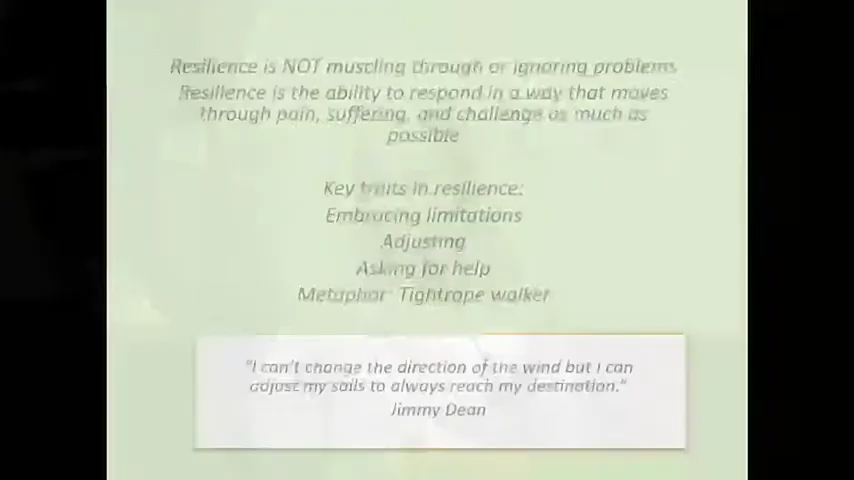 Resilience is NOT muscling through or ignoring problems
Resilience is the ability to respond in a way that moves
through pain, suffering, and challenge as much as
possible
Key traits in resilience:
Embracing limitations
Adjusting
Asking for help
Metaphor: Tightrope walker
"I can't change the direction of the wind but I can
adjust my sails to always reach my destination."
Jimmy Dean